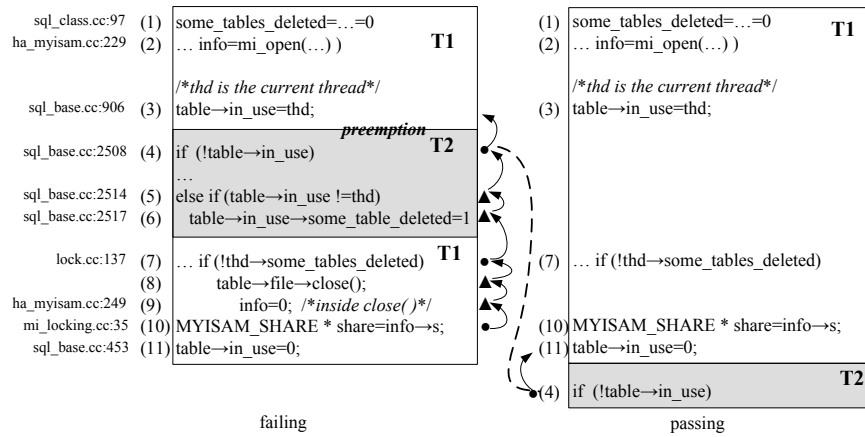 sql_class.cc:97 (1) some_tables_deleted=…=0 T1
ha_myisam.cc:229 (2) … info=mi_open(…) )
/*thd is the current thread*/
sql_base.cc:906 (3) table→in_use=thd;
preemption
sql_base.cc:2508 (4) if (!table→in_use) T2
…
sql_base.cc:2514 (5) else if (table→in_use !=thd)
sql_base.cc:2517 (6) table→in_use→some_table_deleted=1
lock.cc:137 (7) … if (!thd→some_tables_deleted) T1
(8) table→file→close();
ha_myisam.cc:249 (9) info=0; /*inside close( )*/
mi_locking.cc:35 (10) MYISAM_SHARE * share=info→s;
sql_base.cc:453 (11) table→in_use=0;
failing
(1) some_tables_deleted=…=0 T1
(2) … info=mi_open(…) )
/*thd is the current thread*/
(3) table→in_use=thd;
(7) … if (!thd→some_tables_deleted)
(10) MYISAM_SHARE * share=info→s;
(11) table→in_use=0;
(4) if (!table→in_use) T2
passing